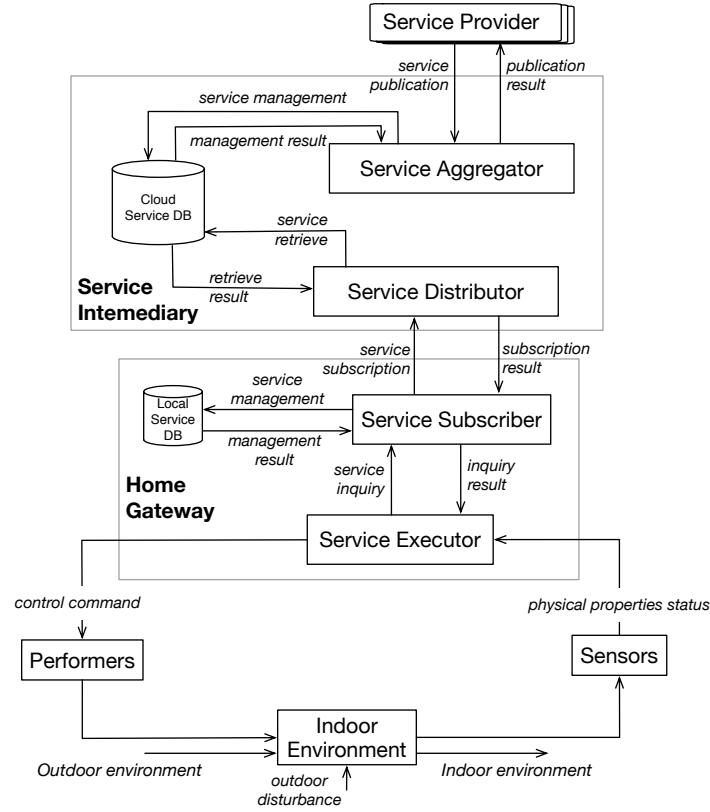 Service Provider
service
publication
publication
result
service management
management result
Service Aggregator
Cloud
Service DB
service
retrieve
retrieve
result
Service Distributor
Service
Intemediary
service
subscription
subscription
result
Local
Service
DB
service
management
management
result
Service Subscriber
service
inquiry
inquiry
result
Home
Gateway
Service Executor
control command
physical properties status
Performers
Sensors
Indoor
Environment
Outdoor environment
Indoor environment
outdoor
disturbance